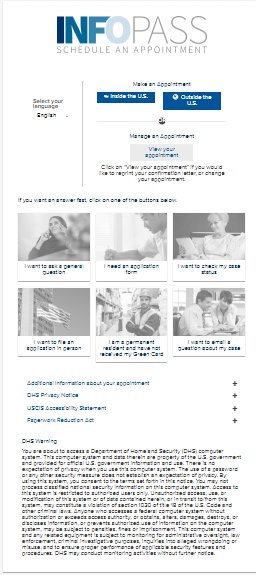 INFOPASS
SCHEDULE AN APPOINTMENT
Make an Appointment
Select your
language
English
Inside the U.S.
Outside the
U.S.
Manage an Appointment
View your
appointment
Click on "View your appointment" if you would
like to reprint your confirmation letter, or change
your appointment.
If you want an answer fast, click on one of the buttons below.
I want to ask a general
question
I need an application
form
I want to check my case
status
I want to file an
application in person
I am a permanent
resident and have not
received my Green Card
I want to email a
question about my case
Additional information about your appointment +
DHS Privacy Notice +
USCIS Accessibility Statement +
Paperwork Reduction Act +
DHS Warning
You are about to access a Department of Homeland Security (DHS) computer
system. This computer system and data therein are property of the U.S. government
and provided for official U.S. government information and use. There is no
expectation of privacy when you use this computer system. The use of a password
or any other security measure does not establish an expectation of privacy. By
using this system, you consent to the terms set forth in this notice. You may not
process classified national security information on this computer system. Access to
this system is restricted to authorized users only. Unauthorized access, use, or
modification of this system or of data contained herein, or in transit to/from this
system, may constitute a violation of section 1030 of title 18 of the U.S. Code and
other criminal laws. Anyone who accesses a federal computer system without
authorization or exceeds access authority, or obtains, alters, damages, destroys, or
discloses information, or prevents authorized use of information on the computer
system, may be subject to penalties, fines or imprisonment. This computer system
and any related equipment is subject to monitoring for administrative oversight, law
enforcement, criminal investigative purposes, inquiries into alleged wrongdoing or
misuse, and to ensure proper performance of applicable security features and
procedures. DHS may conduct monitoring activities without further notice.